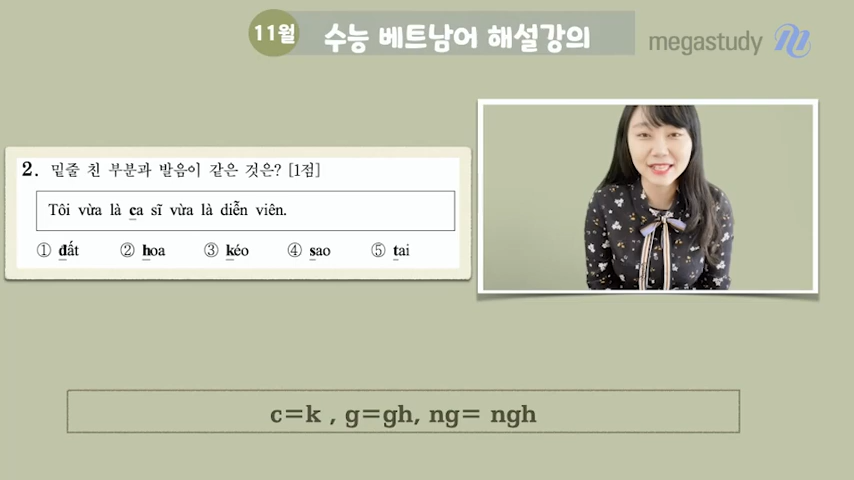 11월 수능 베트남어 해설강의
megastudy
2. 밑줄 친 부분과 발음이 같은 것은? [1점]
Tôi vừa là ca sĩ vừa là diễn viên.
① đất ② hoa ③ kéo ④ sao ⑤ tai
c=k , g=gh, ng= ngh